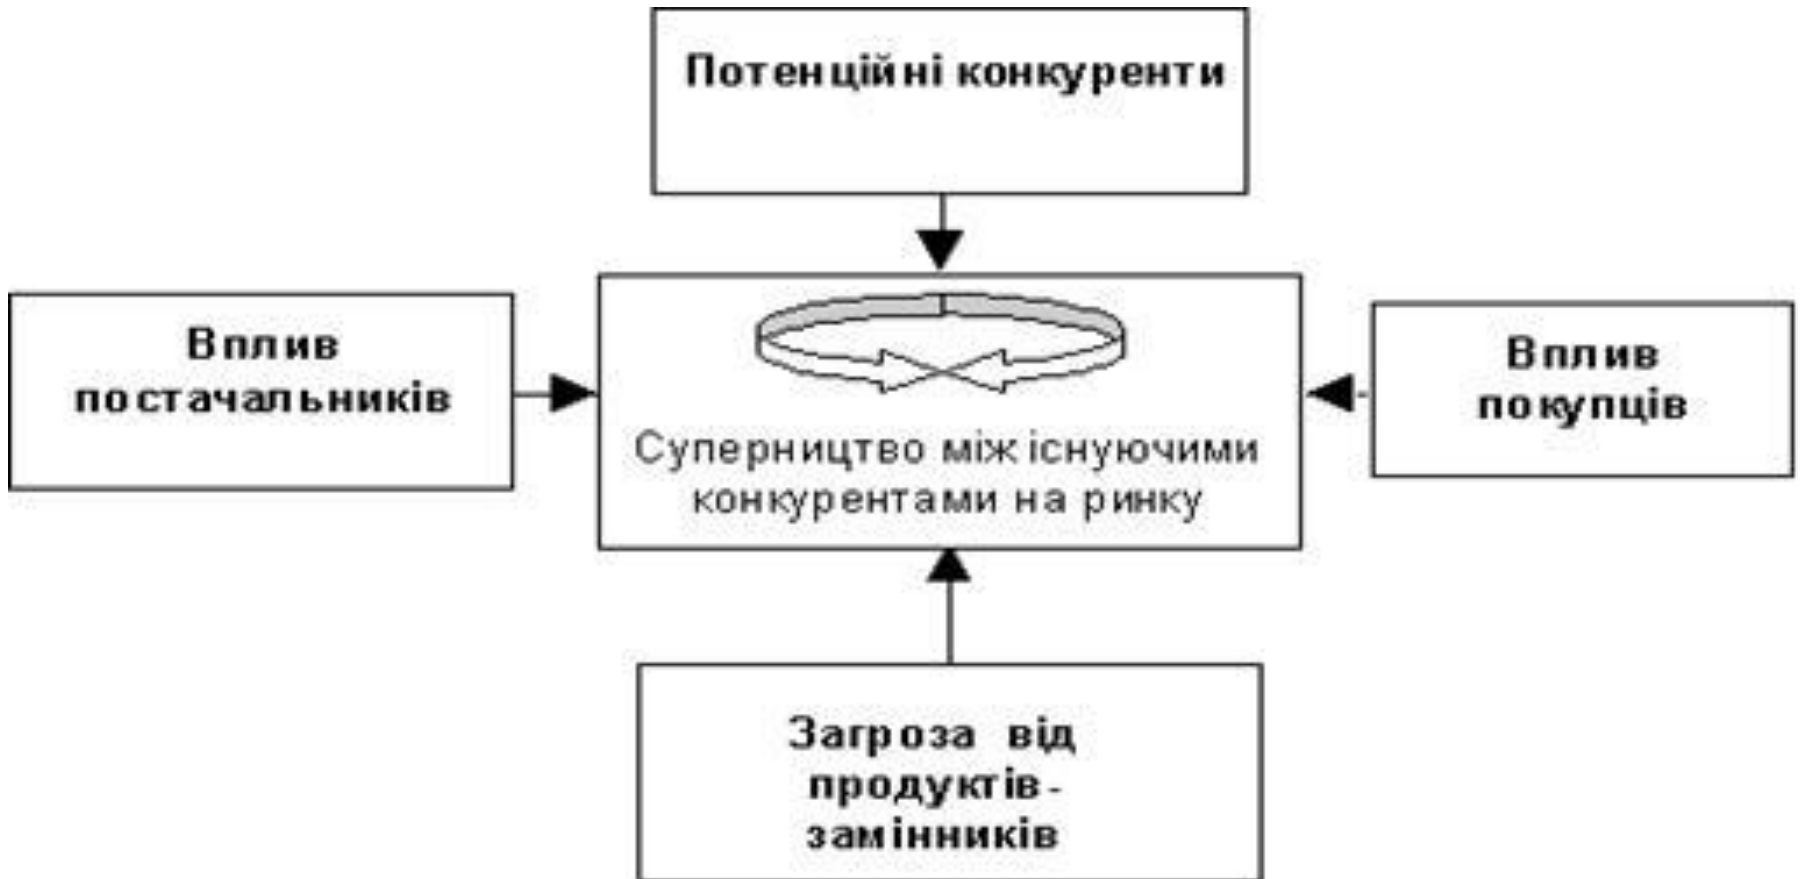 Потенційні конкуренти
Вплив
постачальників
Суперництво між існуючими
конкурентами на ринку
Вплив
покупців
Загроза від
продуктів-
замінників